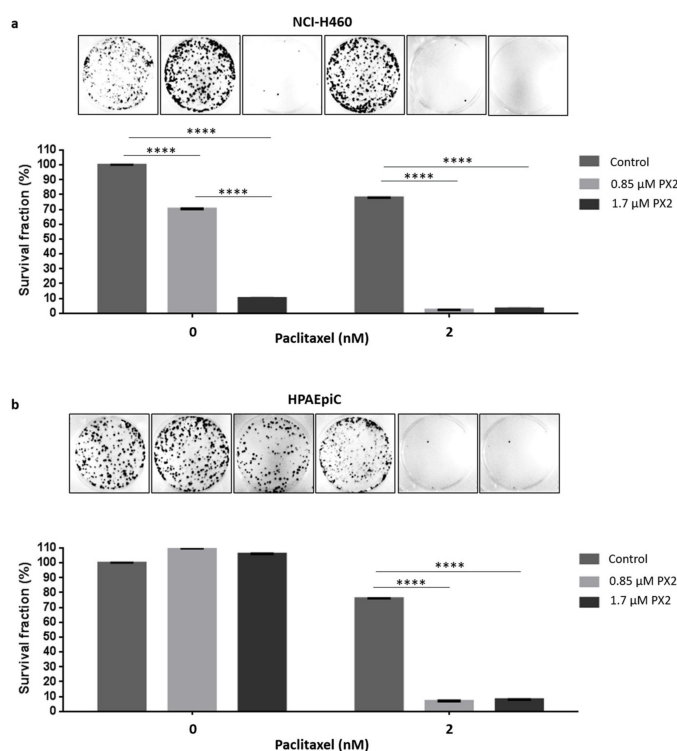 a
NCI-H460
110
100
90
80
70
60
50
40
30
20
10
0
Survival fraction (%)
****
****
****
****
****
0
2
Paclitaxel (nM)
Control
0.85 µM PX2
1.7 µM PX2
b
HPAEpiC
110
100
90
80
70
60
50
40
30
20
10
0
Survival fraction (%)
****
****
0
2
Paclitaxel (nM)
Control
0.85 µM PX2
1.7 µM PX2